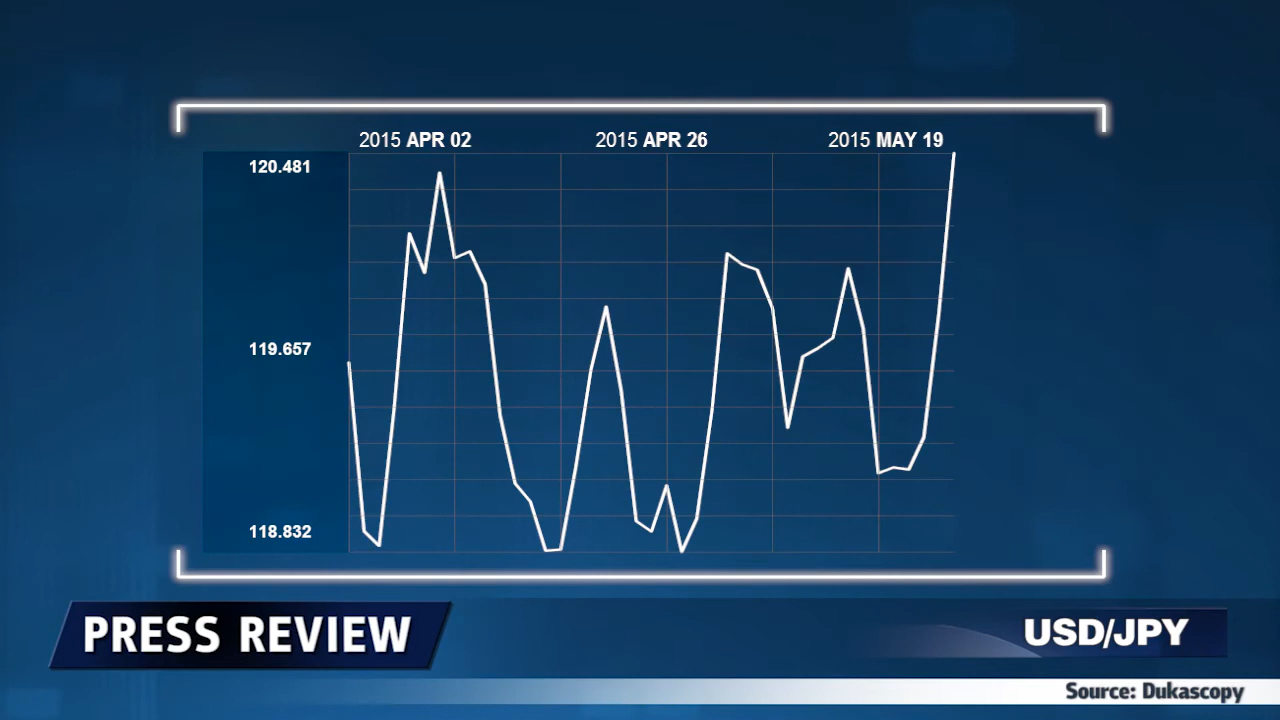 2015 APR 02
2015 APR 26
2015 MAY 19
120.481
119.657
118.832
PRESS REVIEW
USD/JPY
Source: Dukascopy